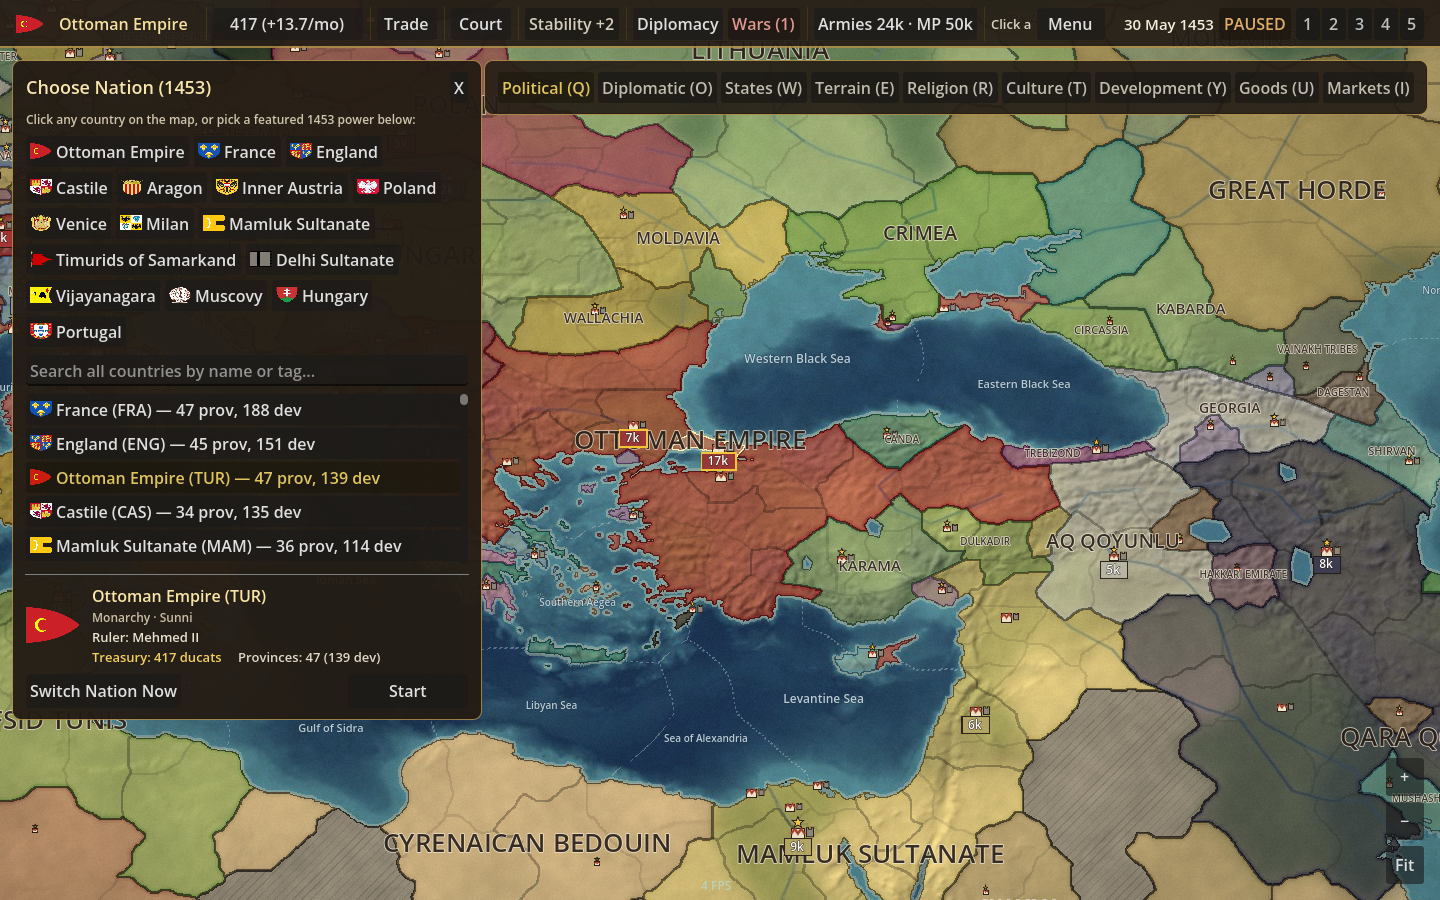 Ottoman Empire 417 (+13.7/mo) Trade Court Stability +2 Diplomacy Wars (1) Armies 24k · MP 50k Click a Menu 30 May 1453 PAUSED 1 2 3 4 5
LITHUANIA
Choose Nation (1453) X
Political (Q) Diplomatic (O) States (W) Terrain (E) Religion (R) Culture (T) Development (Y) Goods (U) Markets (I)
Click any country on the map, or pick a featured 1453 power below:
Ottoman Empire France England
Castile Aragon Inner Austria Poland
Venice Milan Mamluk Sultanate
Timurids of Samarkand Delhi Sultanate
Vijayanagara Muscovy Hungary
Portugal
Search all countries by name or tag...
France (FRA) — 47 prov, 188 dev
England (ENG) — 45 prov, 151 dev
Ottoman Empire (TUR) — 47 prov, 139 dev
Castile (CAS) — 34 prov, 135 dev
Mamluk Sultanate (MAM) — 36 prov, 114 dev
Ottoman Empire (TUR)
Monarchy · Sunni
Ruler: Mehmed II
Treasury: 417 ducats Provinces: 47 (139 dev)
Switch Nation Now Start
GREAT HORDE
MOLDAVIA
CRIMEA
KABARDA
WALLACHIA
CIRCASSIA
VAINAKH TRIBES
Western Black Sea
Eastern Black Sea
DAGESTAN
GEORGIA
OTTOMAN EMPIRE
7k
CANDA
TREBIZOND
SHIRVAN
17k
DULKADIR
AQ QOYUNLU
KARAMA
5k
HAKKARI EMIRATE
8k
Southern Aegea
Levantine Sea
Libyan Sea
6k
Gulf of Sidra
Sea of Alexandria
QARA Q
+
−
CYRENAICAN BEDOUIN
9k
MAMLUK SULTANATE
Fit
4 FPS